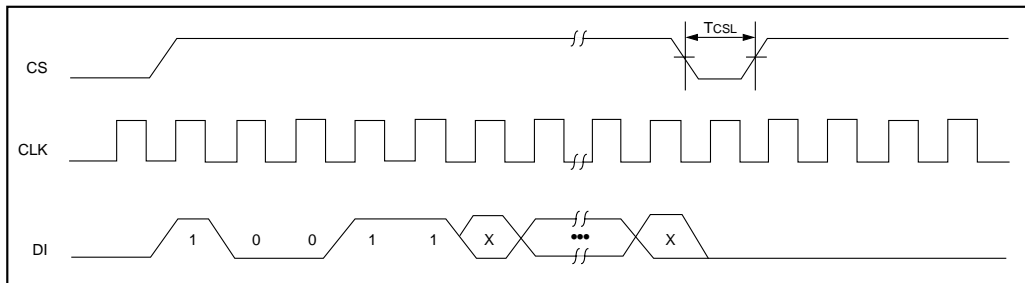 TCSL
CS
CLK
DI
1 0 0 1 1 X ••• X